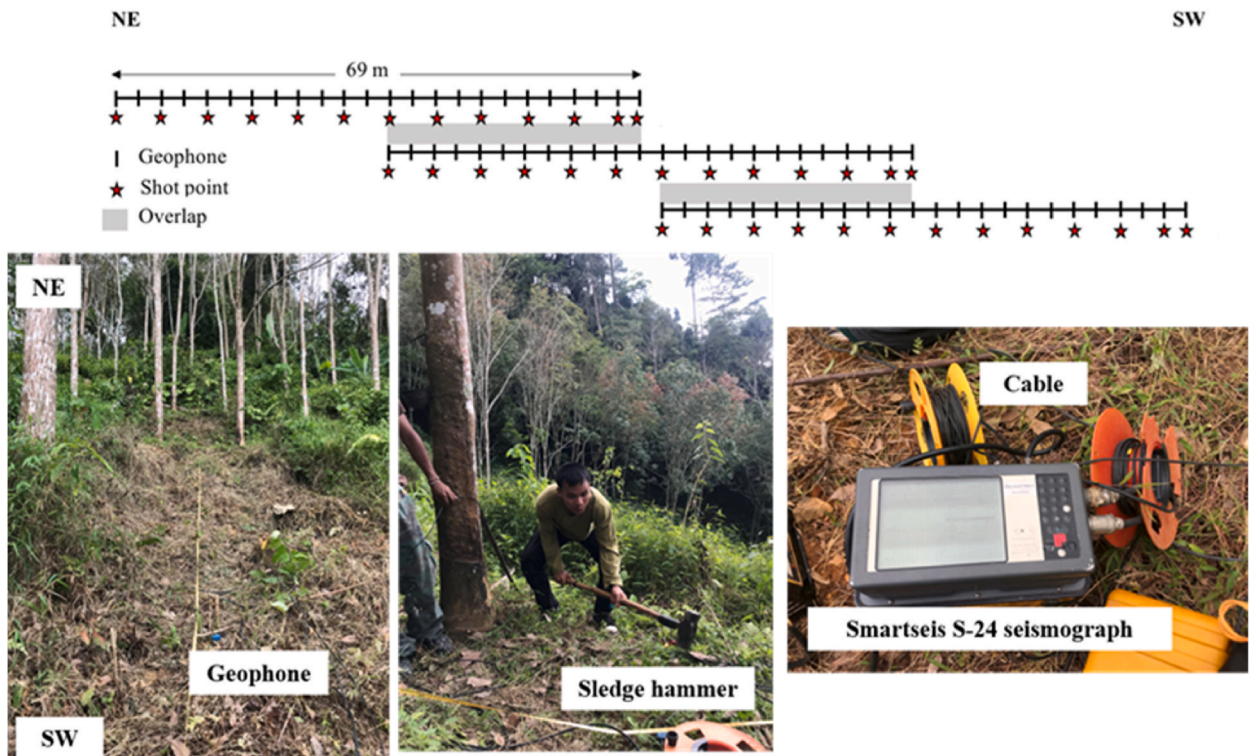 NE
SW
69 m
Geophone
Shot point
Overlap
NE
Geophone
SW
Sledge hammer
Cable
Smartseis S-24 seismograph